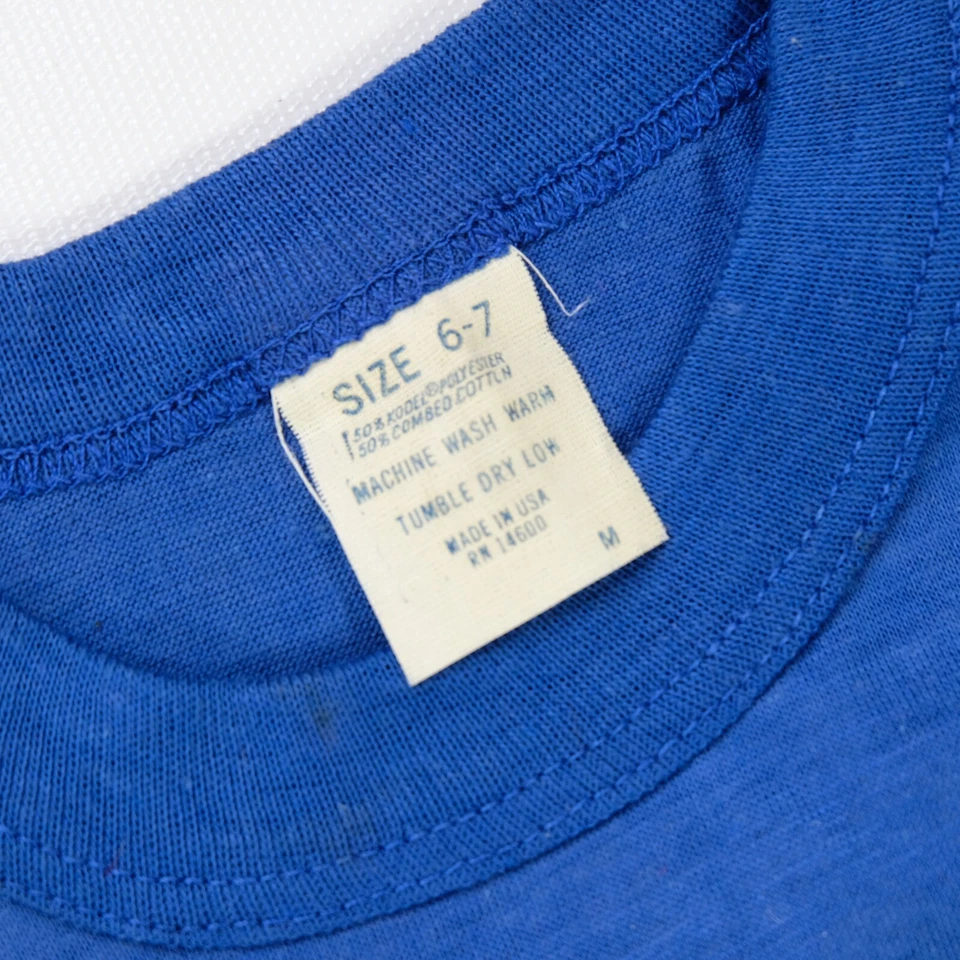 SIZE 6-7
50% KODEL® POLYESTER
50% COMBED COTTON
MACHINE WASH WARM
TUMBLE DRY LOW
MADE IN USA
RN 14600
M